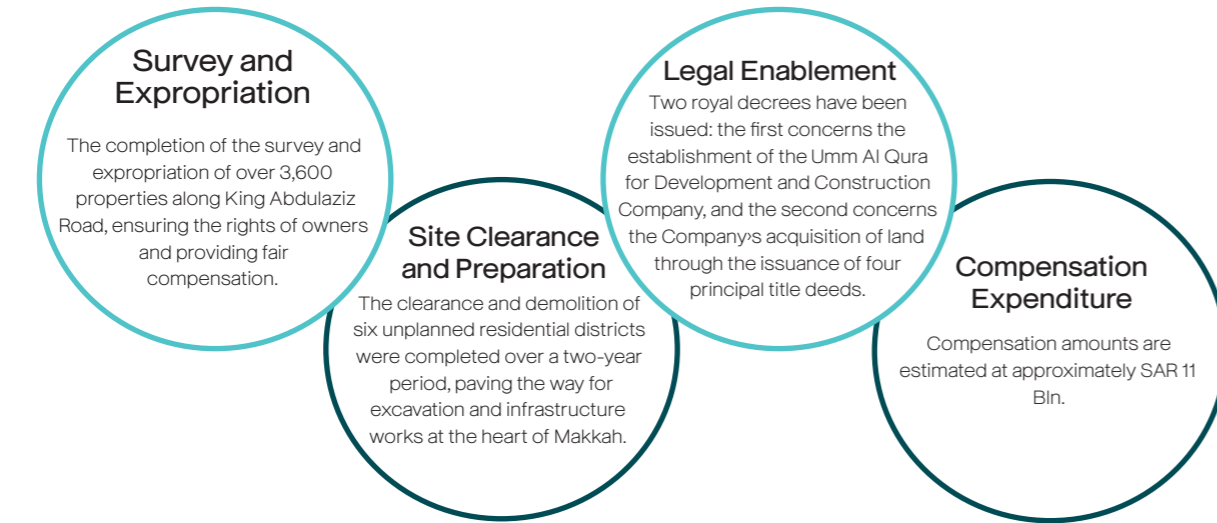 Survey and
Expropriation
The completion of the survey and
expropriation of over 3,600
properties along King Abdulaziz
Road, ensuring the rights of owners
and providing fair
compensation.
Site Clearance
and Preparation
The clearance and demolition of
six unplanned residential districts
were completed over a two-year
period, paving the way for
excavation and infrastructure
works at the heart of Makkah.
Legal Enablement
Two royal decrees have been
issued: the first concerns the
establishment of the Umm Al Qura
for Development and Construction
Company, and the second concerns
the Company›s acquisition of land
through the issuance of four
principal title deeds.
Compensation
Expenditure
Compensation amounts are
estimated at approximately SAR 11
Bln.